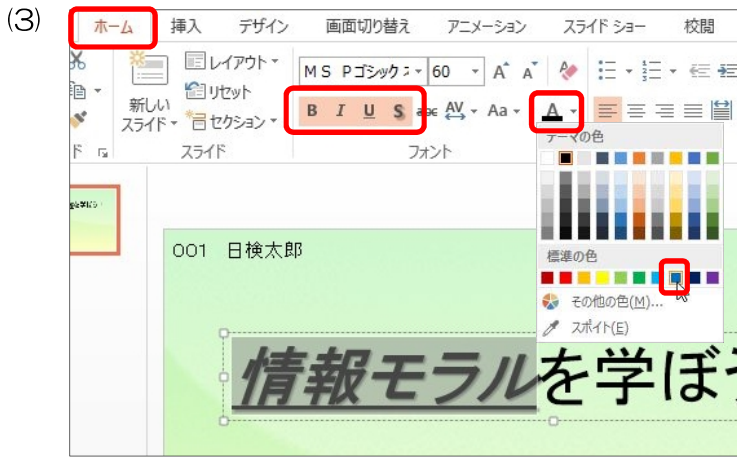 (3)
ホーム 挿入 デザイン 画面切り替え アニメーション スライド ショー 校閲
新しい
スライド
レイアウト
リセット
セクション
ＭＳ Ｐゴシック 60 A A
B I U S abc AV Aa A
スライド
フォント
テーマの色
標準の色
その他の色(M)...
スポイト(E)
001 日検太郎
情報モラルを学ぼう